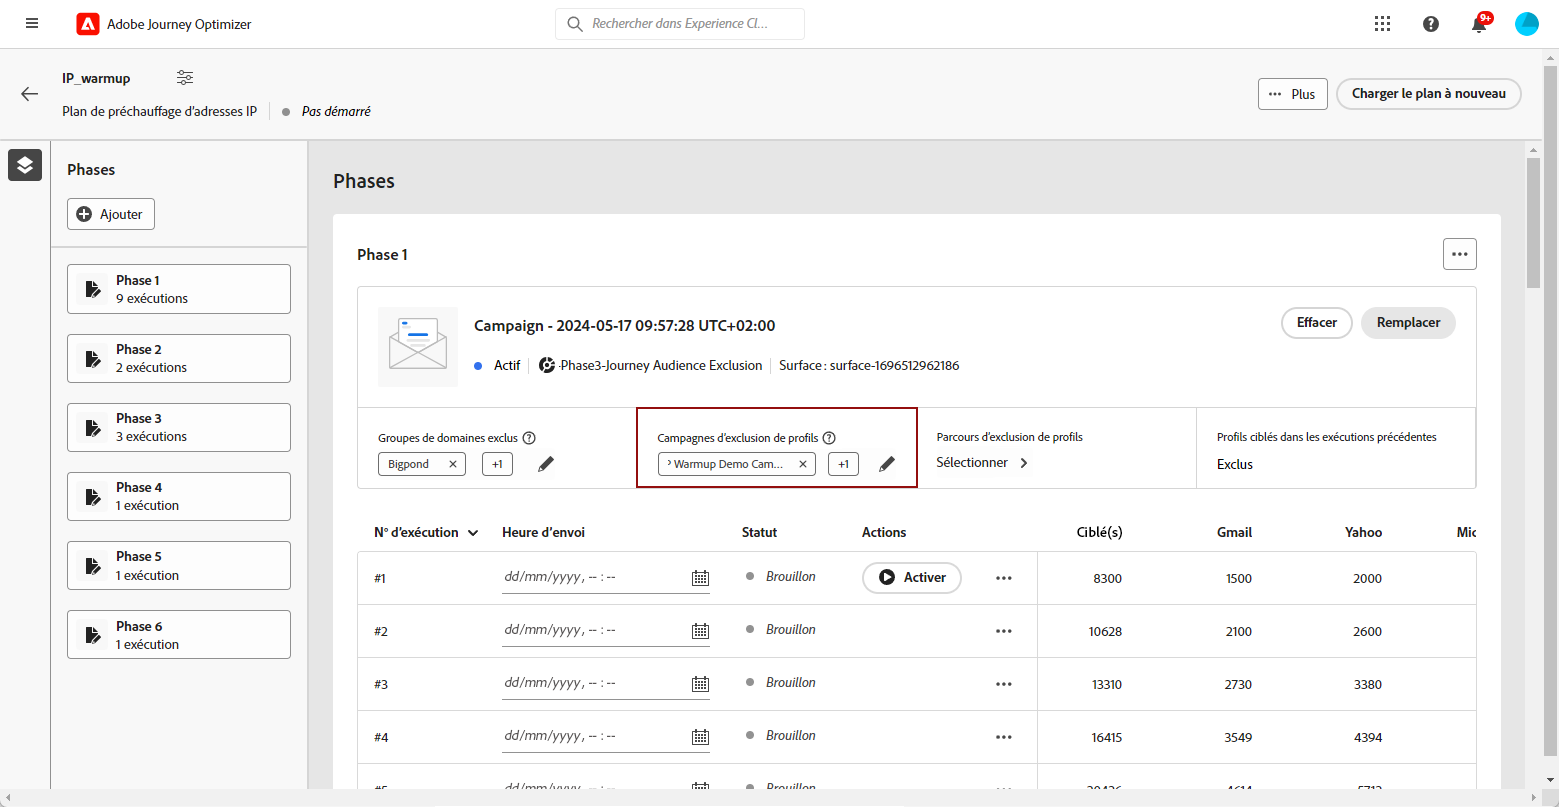 Adobe Journey Optimizer
Rechercher dans Experience Cl...
9+
IP_warmup
Plan de préchauffage d'adresses IP
Pas démarré
Plus
Charger le plan à nouveau
Phases
Ajouter
Phase 1
9 exécutions
Phase 2
2 exécutions
Phase 3
3 exécutions
Phase 4
1 exécution
Phase 5
1 exécution
Phase 6
1 exécution
Phases
Phase 1
Campaign - 2024-05-17 09:57:28 UTC+02:00
Effacer
Remplacer
Actif
Phase3-Journey Audience Exclusion
Surface : surface-1696512962186
Groupes de domaines exclus
Bigpond
+1
Campagnes d'exclusion de profils
Warmup Demo Cam...
+1
Parcours d'exclusion de profils
Sélectionner
Profils ciblés dans les exécutions précédentes
Exclus
N° d'exécution Heure d'envoi Statut Actions Ciblé(s) Gmail Yahoo Mic
#1 dd/mm/yyyy, -- : -- Brouillon Activer 8300 1500 2000
#2 dd/mm/yyyy, -- : -- Brouillon 10628 2100 2600
#3 dd/mm/yyyy, -- : -- Brouillon 13310 2730 3380
#4 dd/mm/yyyy, -- : -- Brouillon 16415 3549 4394